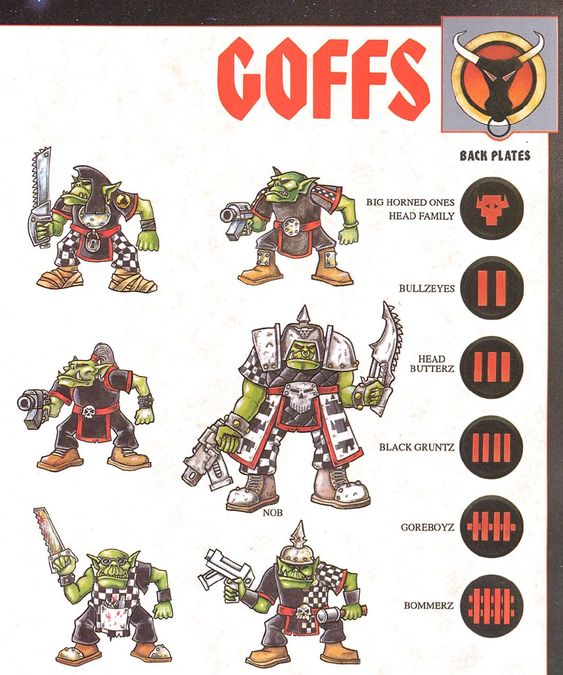 GOFFS
BACK PLATES
BIG HORNED ONES
HEAD FAMILY
BULLZEYES
HEAD
BUTTERZ
BLACK GRUNTZ
NOB
GOREBOYZ
BOMMERZ